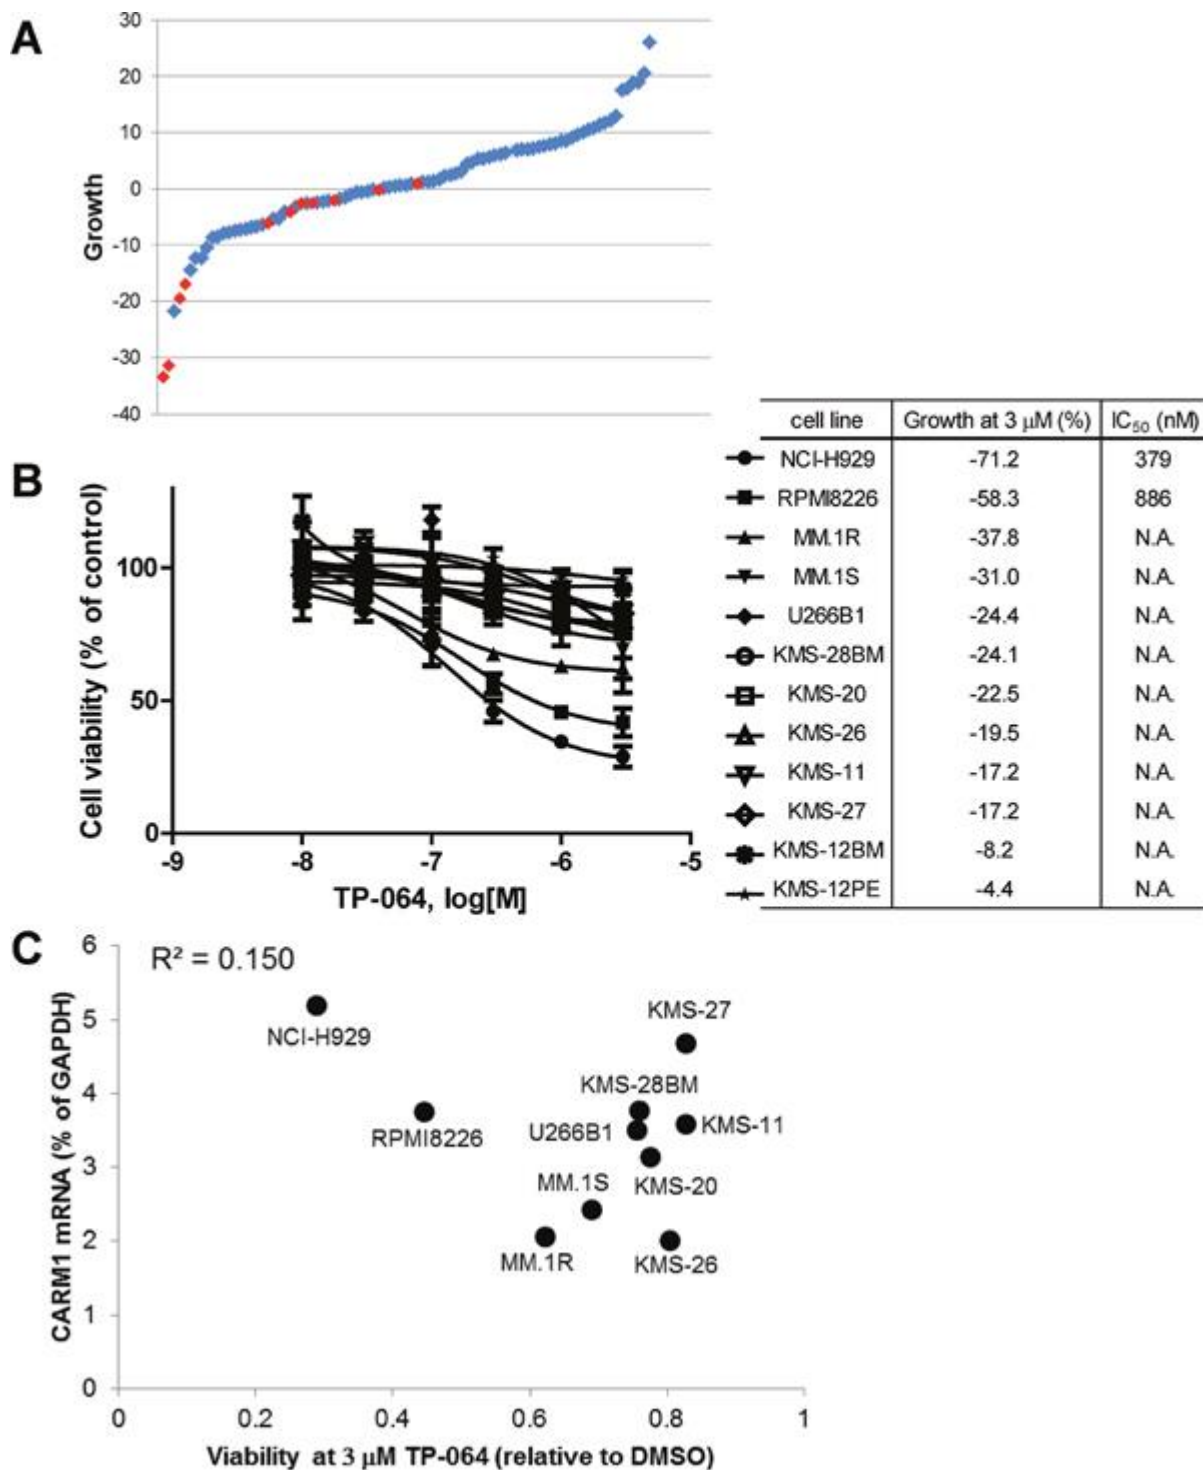 A
30
20
10
0
-10
-20
-30
-40
Growth
B
Cell viability (% of control)
100
50
0
-9 -8 -7 -6 -5
TP-064, log[M]
cell line Growth at 3 μM (%) IC50 (nM)
NCI-H929 -71.2 379
RPMI8226 -58.3 886
MM.1R -37.8 N.A.
MM.1S -31.0 N.A.
U266B1 -24.4 N.A.
KMS-28BM -24.1 N.A.
KMS-20 -22.5 N.A.
KMS-26 -19.5 N.A.
KMS-11 -17.2 N.A.
KMS-27 -17.2 N.A.
KMS-12BM -8.2 N.A.
KMS-12PE -4.4 N.A.
C
CARM1 mRNA (% of GAPDH)
6
5
4
3
2
1
0
R² = 0.150
NCI-H929
KMS-27
KMS-28BM
RPMI8226
U266B1
KMS-11
MM.1S
KMS-20
MM.1R
KMS-26
0 0.2 0.4 0.6 0.8 1
Viability at 3 μM TP-064 (relative to DMSO)